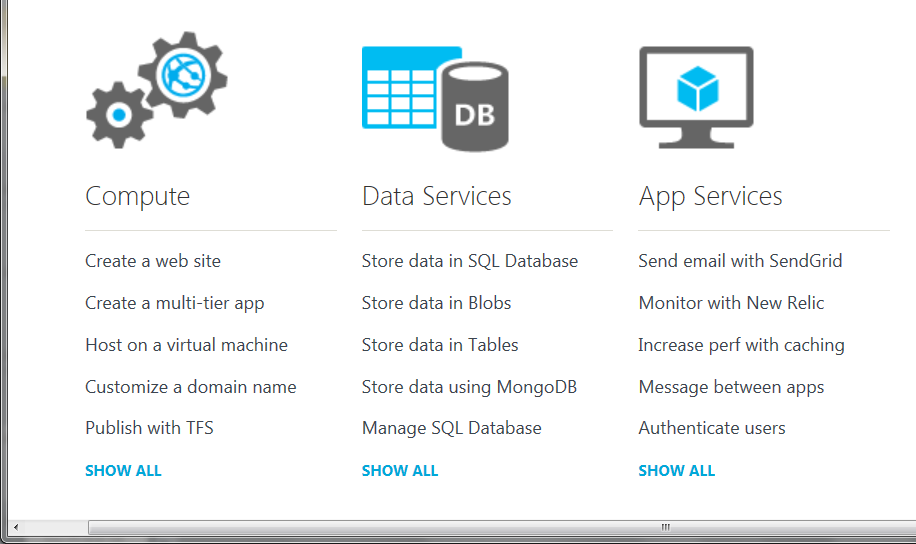 DB
Compute
Create a web site
Create a multi-tier app
Host on a virtual machine
Customize a domain name
Publish with TFS
SHOW ALL
Data Services
Store data in SQL Database
Store data in Blobs
Store data in Tables
Store data using MongoDB
Manage SQL Database
SHOW ALL
App Services
Send email with SendGrid
Monitor with New Relic
Increase perf with caching
Message between apps
Authenticate users
SHOW ALL